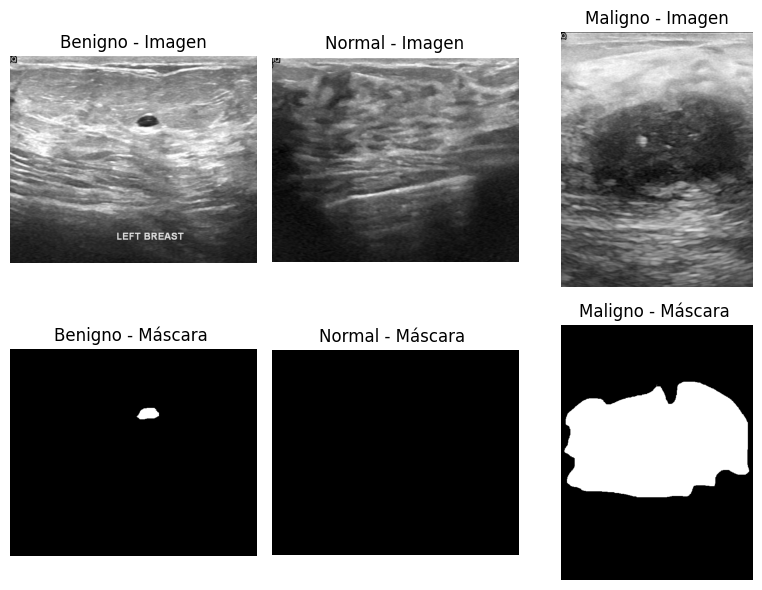 Benigno - Imagen
Normal - Imagen
Maligno - Imagen
LEFT BREAST
Benigno - Máscara
Normal - Máscara
Maligno - Máscara